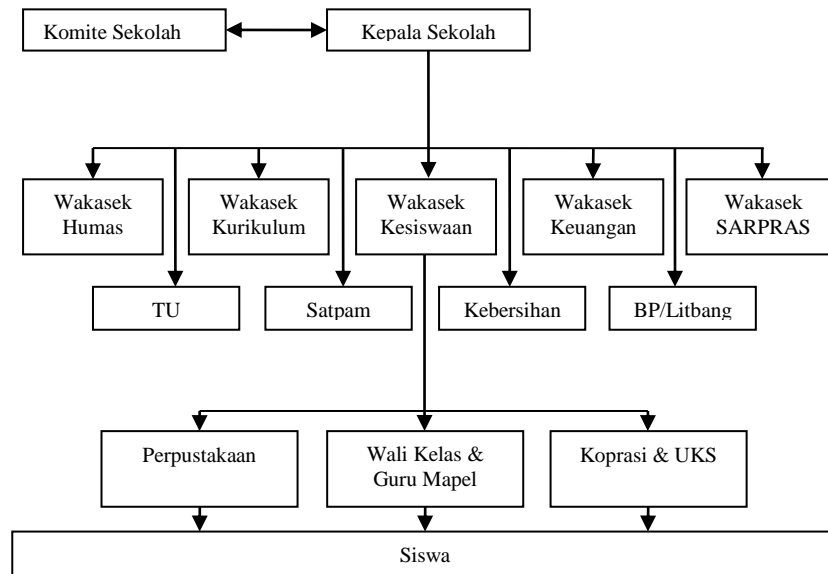 Komite Sekolah
Kepala Sekolah
Wakasek
Humas
Wakasek
Kurikulum
Wakasek
Kesiswaan
Wakasek
Keuangan
Wakasek
SARPRAS
TU
Satpam
Kebersihan
BP/Litbang
Perpustakaan
Wali Kelas &
Guru Mapel
Koprasi & UKS
Siswa